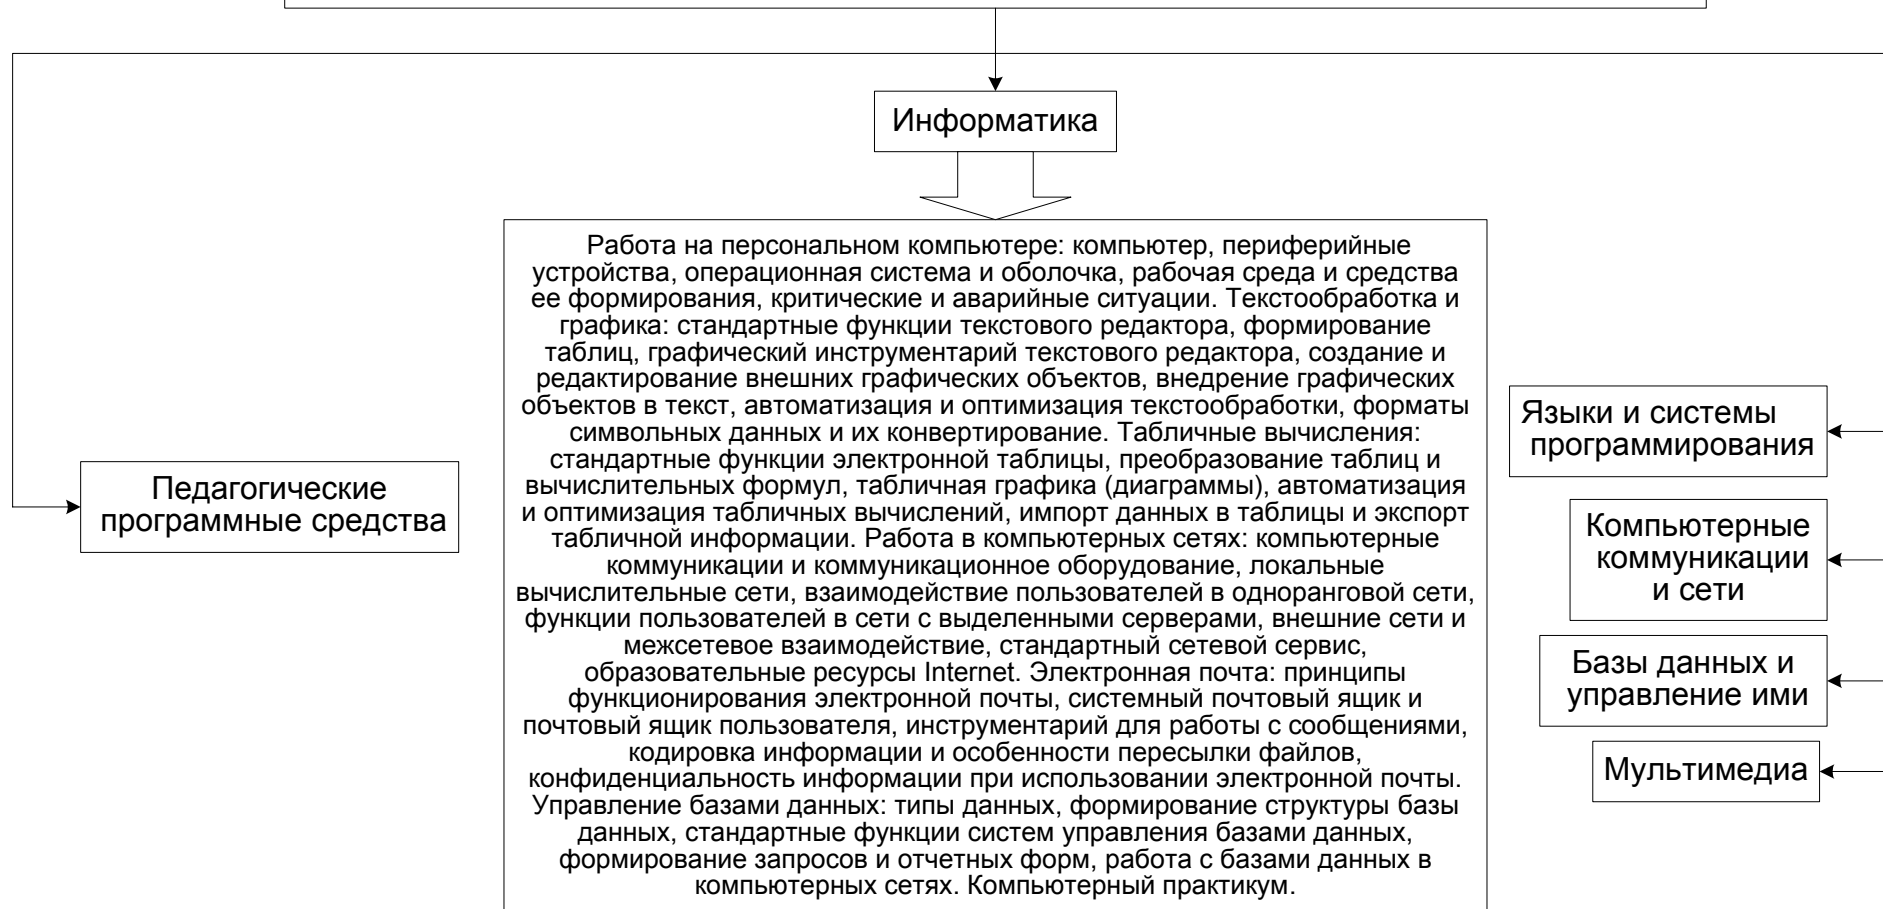 Информатика
Работа на персональном компьютере: компьютер, периферийные
устройства, операционная система и оболочка, рабочая среда и средства
ее формирования, критические и аварийные ситуации. Текстообработка и
графика: стандартные функции текстового редактора, формирование
таблиц, графический инструментарий текстового редактора, создание и
редактирование внешних графических объектов, внедрение графических
объектов в текст, автоматизация и оптимизация текстообработки, форматы
символьных данных и их конвертирование. Табличные вычисления:
стандартные функции электронной таблицы, преобразование таблиц и
вычислительных формул, табличная графика (диаграммы), автоматизация
и оптимизация табличных вычислений, импорт данных в таблицы и экспорт
табличной информации. Работа в компьютерных сетях: компьютерные
коммуникации и коммуникационное оборудование, локальные
вычислительные сети, взаимодействие пользователей в одноранговой сети,
функции пользователей в сети с выделенными серверами, внешние сети и
межсетевое взаимодействие, стандартный сетевой сервис,
образовательные ресурсы Internet. Электронная почта: принципы
функционирования электронной почты, системный почтовый ящик и
почтовый ящик пользователя, инструментарий для работы с сообщениями,
кодировка информации и особенности пересылки файлов,
конфиденциальность информации при использовании электронной почты.
Управление базами данных: типы данных, формирование структуры базы
данных, стандартные функции систем управления базами данных,
формирование запросов и отчетных форм, работа с базами данных в
компьютерных сетях. Компьютерный практикум.
Педагогические
программные средства
Языки и системы
программирования
Компьютерные
коммуникации
и сети
Базы данных и
управление ими
Мультимедиа